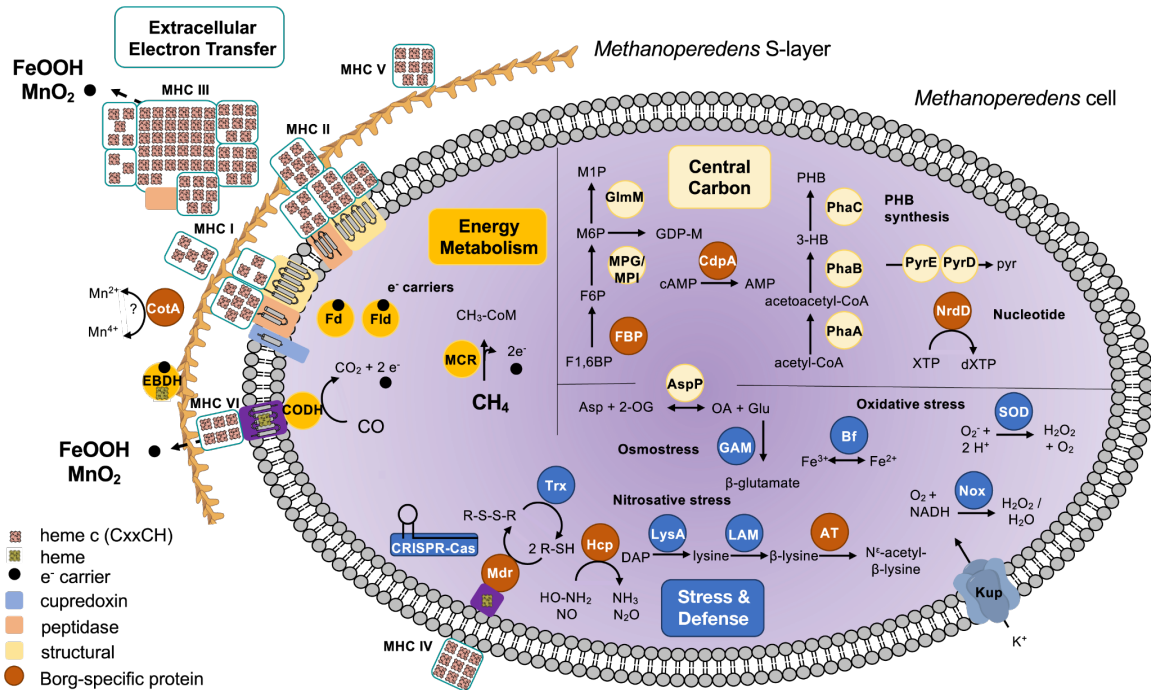 Extracellular
Electron Transfer
Methanoperedens S-layer
Methanoperedens cell
FeOOH
MnO₂
MHC III
MHC V
MHC II
MHC I
Mn²⁺
?
Mn⁴⁺
CotA
EBDH
MHC VI
FeOOH
MnO₂
Energy
Metabolism
e⁻ carriers
Fd
Fld
CH₃-CoM
MCR
2e⁻
CH₄
CO₂ + 2 e⁻
CODH
CO
Central
Carbon
M1P
GlmM
M6P
GDP-M
MPG/
MPI
CdpA
cAMP
AMP
F6P
FBP
F1,6BP
PHB
PhaC
PHB
synthesis
3-HB
PhaB
acetoacetyl-CoA
PhaA
acetyl-CoA
PyrE
PyrD
pyr
NrdD
Nucleotide
XTP
dXTP
AspP
Asp + 2-OG
OA + Glu
Osmostress
GAM
β-glutamate
Oxidative stress
SOD
O₂⁻ +
2 H⁺
H₂O₂
+ O₂
Bf
Fe³⁺
Fe²⁺
Nox
O₂ +
NADH
H₂O₂ /
H₂O
Nitrosative stress
Trx
R-S-S-R
2 R-SH
CRISPR-Cas
Mdr
Hcp
HO-NH₂
NO
NH₃
N₂O
DAP
LysA
lysine
LAM
β-lysine
AT
Nᵋ-acetyl-
β-lysine
Stress &
Defense
Kup
K⁺
MHC IV
heme c (CxxCH)
heme
e⁻ carrier
cupredoxin
peptidase
structural
Borg-specific protein